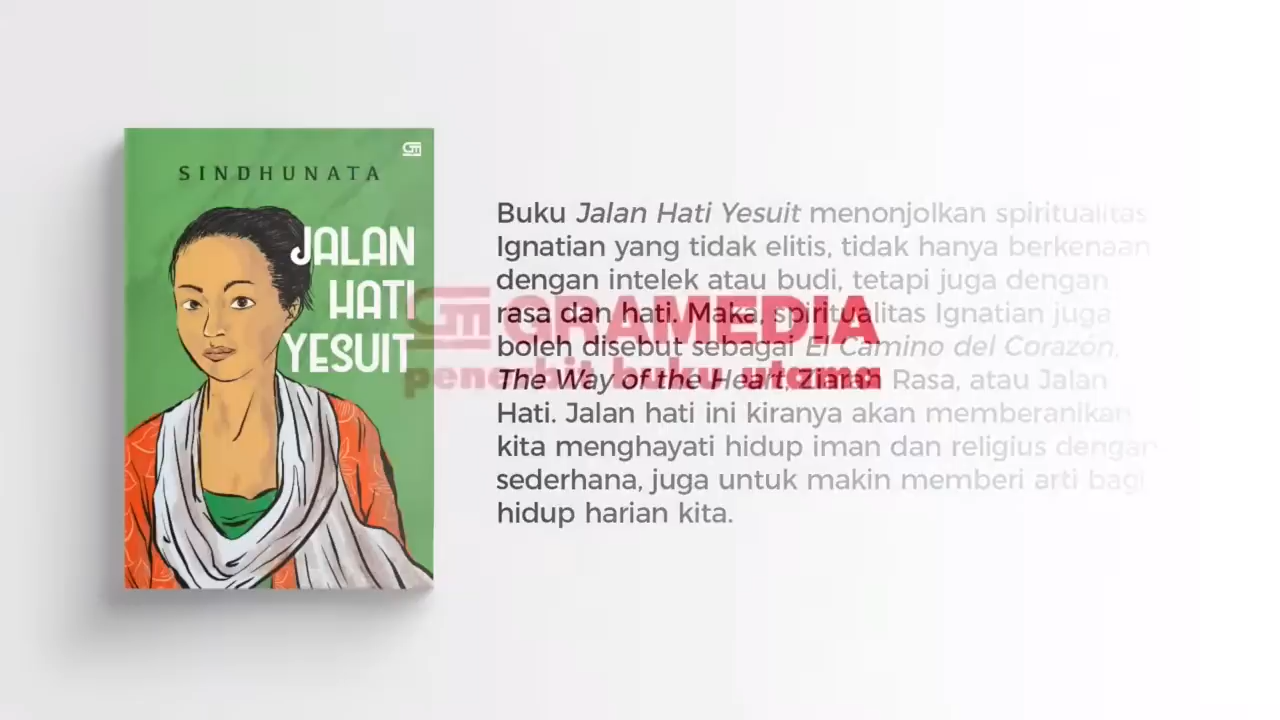 SINDHUNATA
JALAN
HATI
YESUIT
Buku Jalan Hati Yesuit menonjolkan spiritualitas
Ignatian yang tidak elitis, tidak hanya berkenaan
dengan intelek atau budi, tetapi juga dengan
rasa dan hati. Maka, spiritualitas Ignatian juga
boleh disebut sebagai El Camino del Corazón,
The Way of the Heart, Ziarah Rasa, atau Jalan
Hati. Jalan hati ini kiranya akan memberanikan
kita menghayati hidup iman dan religius dengan
sederhana, juga untuk makin memberi arti bagi
hidup harian kita.
GRAMEDIA
penerbit buku utama